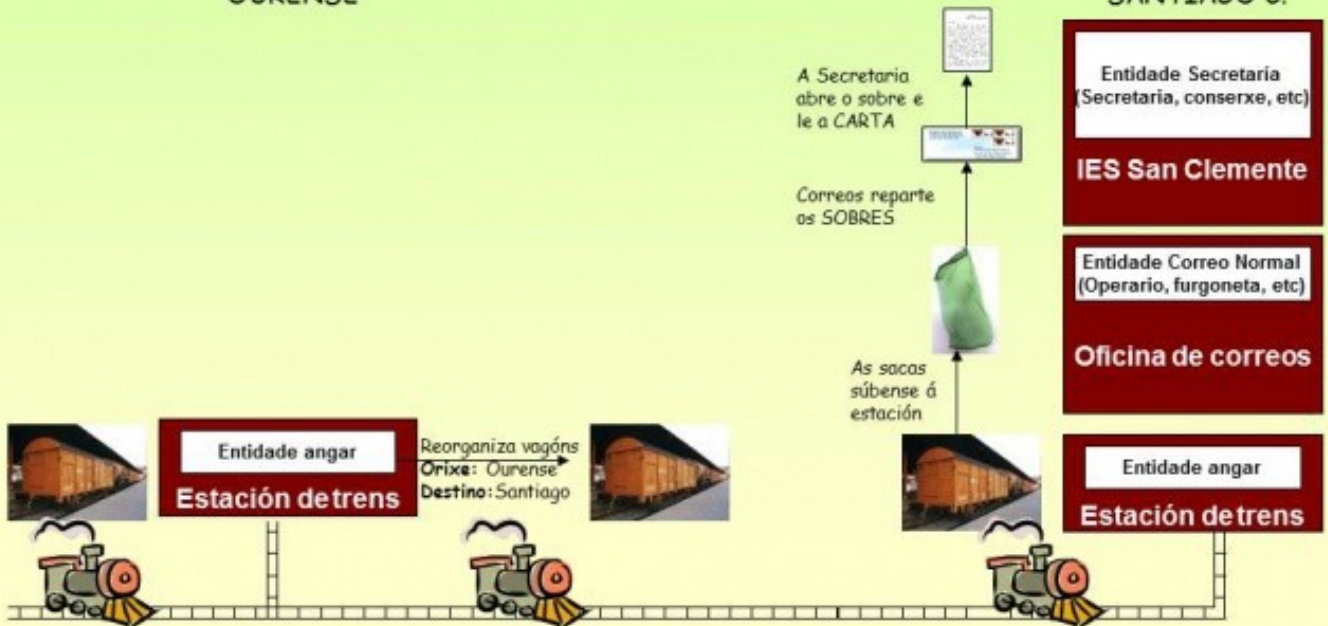 OURENSE
SANTIAGO C.
A Secretaria
abre o sobre e
le a CARTA
Entidade Secretaría
(Secretaria, conserxe, etc)
IES San Clemente
Correos reparte
os SOBRES
Entidade Correo Normal
(Operario, furgoneta, etc)
Oficina de correos
As sacas
súbense á
estación
Entidade angar
Estación de trens
Reorganiza vagóns
Orixe: Ourense
Destino: Santiago
Entidade angar
Estación de trens